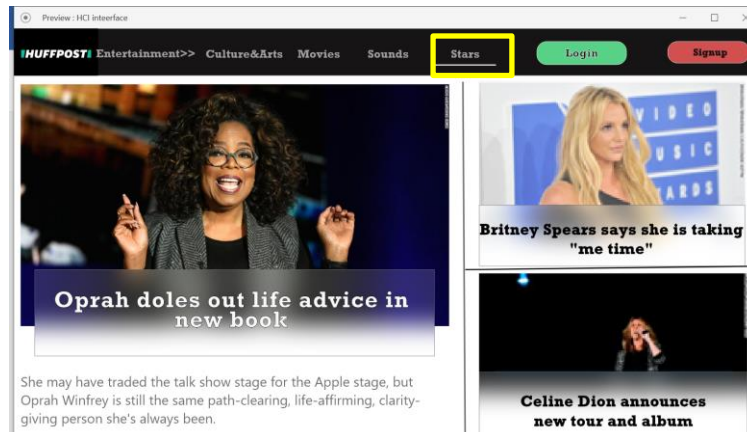 Preview : HCI inteerface
HUFFPOST Entertainment>> Culture&Arts Movies Sounds Stars Login Signup
VIDEO
MUSIC
AWARDS
Oprah doles out life advice in
new book
She may have traded the talk show stage for the Apple stage, but
Oprah Winfrey is still the same path-clearing, life-affirming, clarity-
giving person she's always been.
Britney Spears says she is taking
"me time"
Celine Dion announces
new tour and album